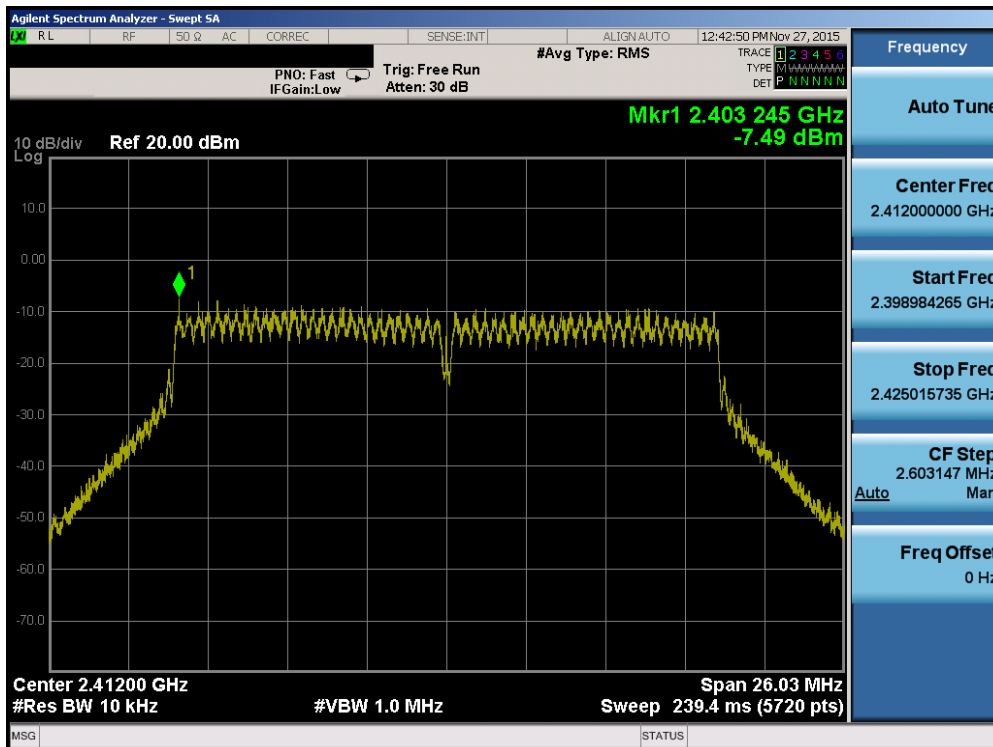 Agilent Spectrum Analyzer - Swept SA
LXI RL RF 50 Ω AC CORREC SENSE:INT ALIGNAUTO 12:42:50 PM Nov 27, 2015
#Avg Type: RMS TRACE 1 2 3 4 5 6
PNO: Fast Trig: Free Run TYPE M WWWWW
IFGain:Low Atten: 30 dB DET P N N N N N
Mkr1 2.403 245 GHz
-7.49 dBm
10 dB/div Ref 20.00 dBm
Log
1
10.0
0.00
-10.0
-20.0
-30.0
-40.0
-50.0
-60.0
-70.0
Center 2.41200 GHz Span 26.03 MHz
#Res BW 10 kHz #VBW 1.0 MHz Sweep 239.4 ms (5720 pts)
MSG STATUS
Frequency
Auto Tune
Center Freq
2.412000000 GHz
Start Freq
2.398984265 GHz
Stop Freq
2.425015735 GHz
CF Step
2.603147 MHz
Auto Man
Freq Offset
0 Hz